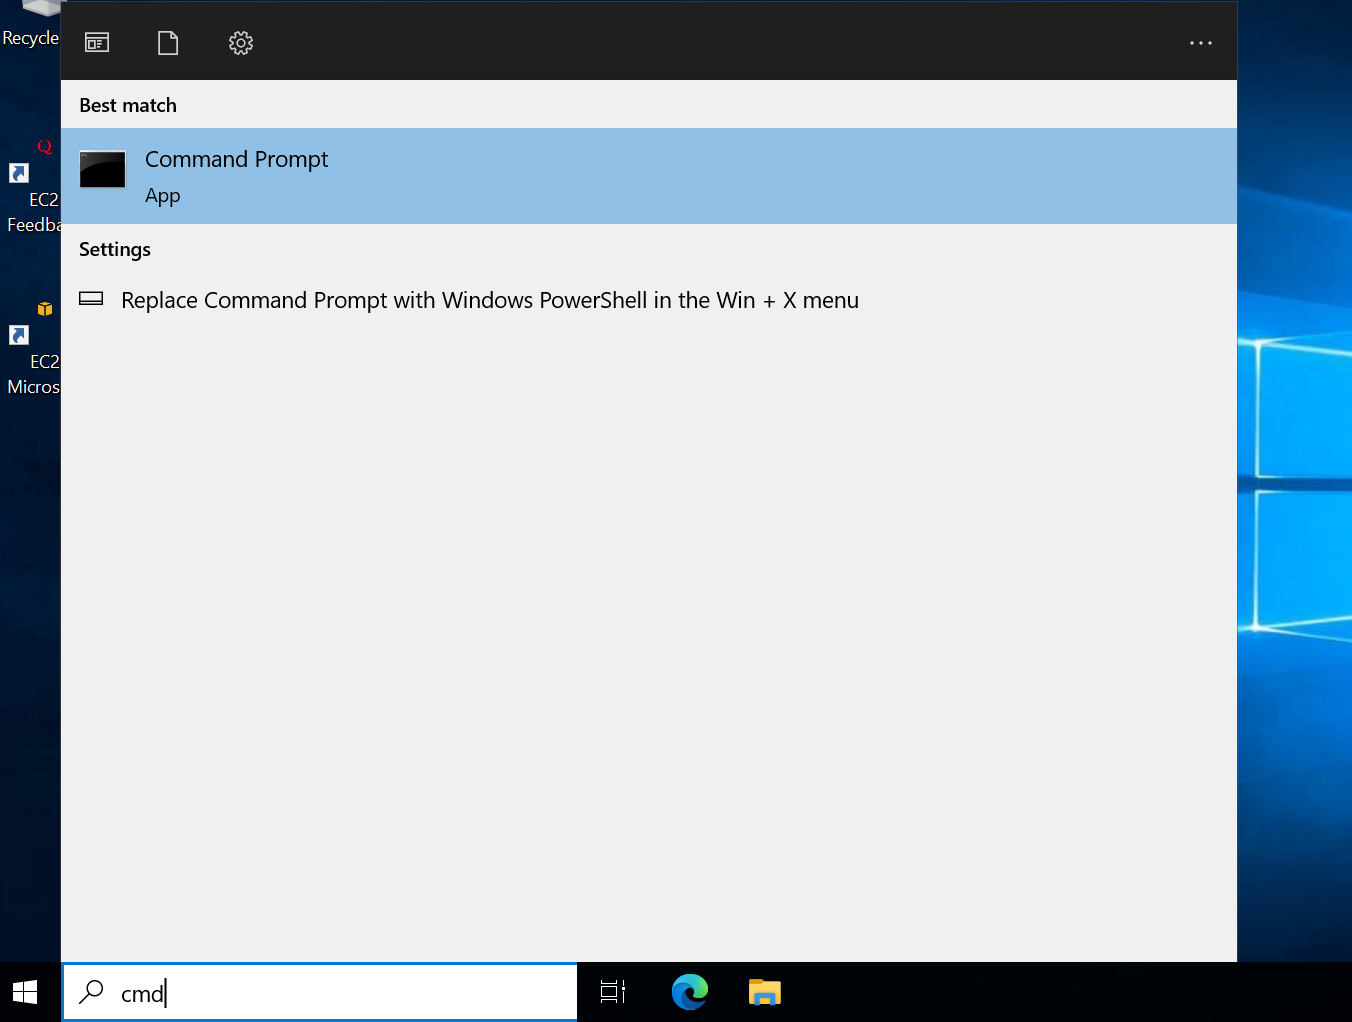 Recycle
EC2
Feedba
EC2
Micros
Best match
Command Prompt
App
Settings
Replace Command Prompt with Windows PowerShell in the Win + X menu
cmd